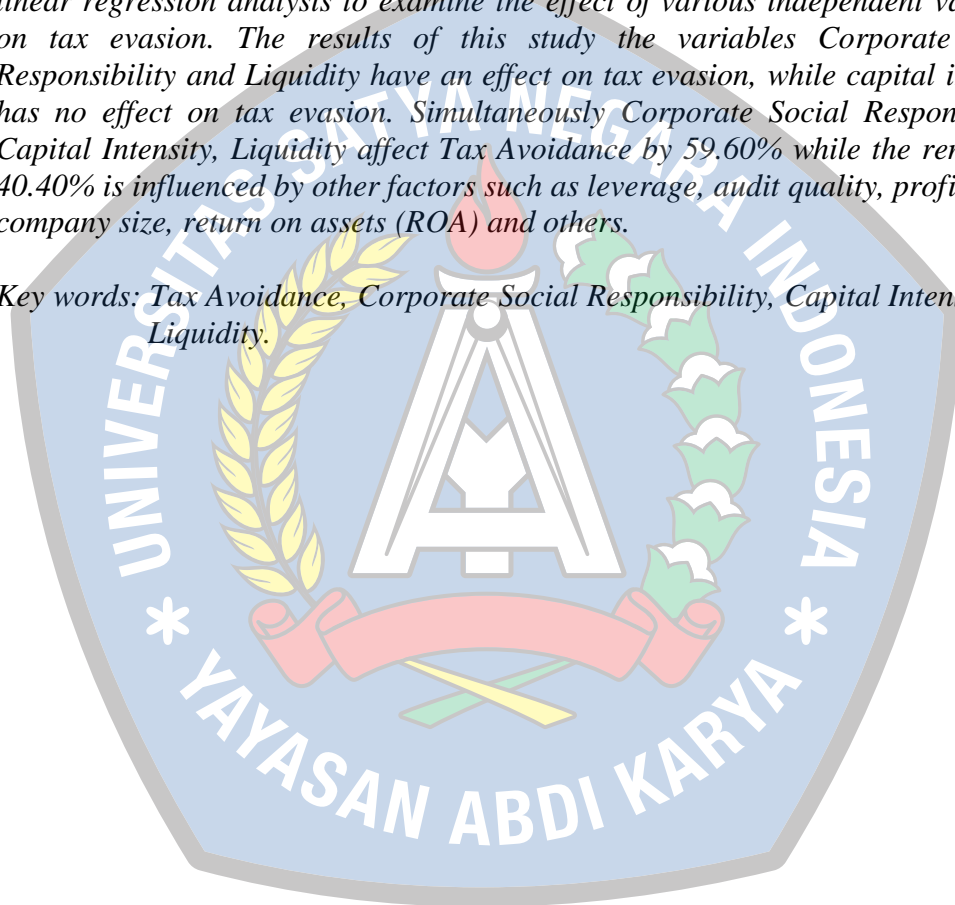 linear regression analysis to examine the effect of various independent va
on tax evasion. The results of this study the variables Corporate
Responsibility and Liquidity have an effect on tax evasion, while capital i
has no effect on tax evasion. Simultaneously Corporate Social Respon
Capital Intensity, Liquidity affect Tax Avoidance by 59.60% while the re
40.40% is influenced by other factors such as leverage, audit quality, profi
company size, return on assets (ROA) and others.
Key words: Tax Avoidance, Corporate Social Responsibility, Capital Inten
Liquidity.
UNIVERSITAS SATYA NEGARA INDONESIA
* YAYASAN ABDI KARYA *